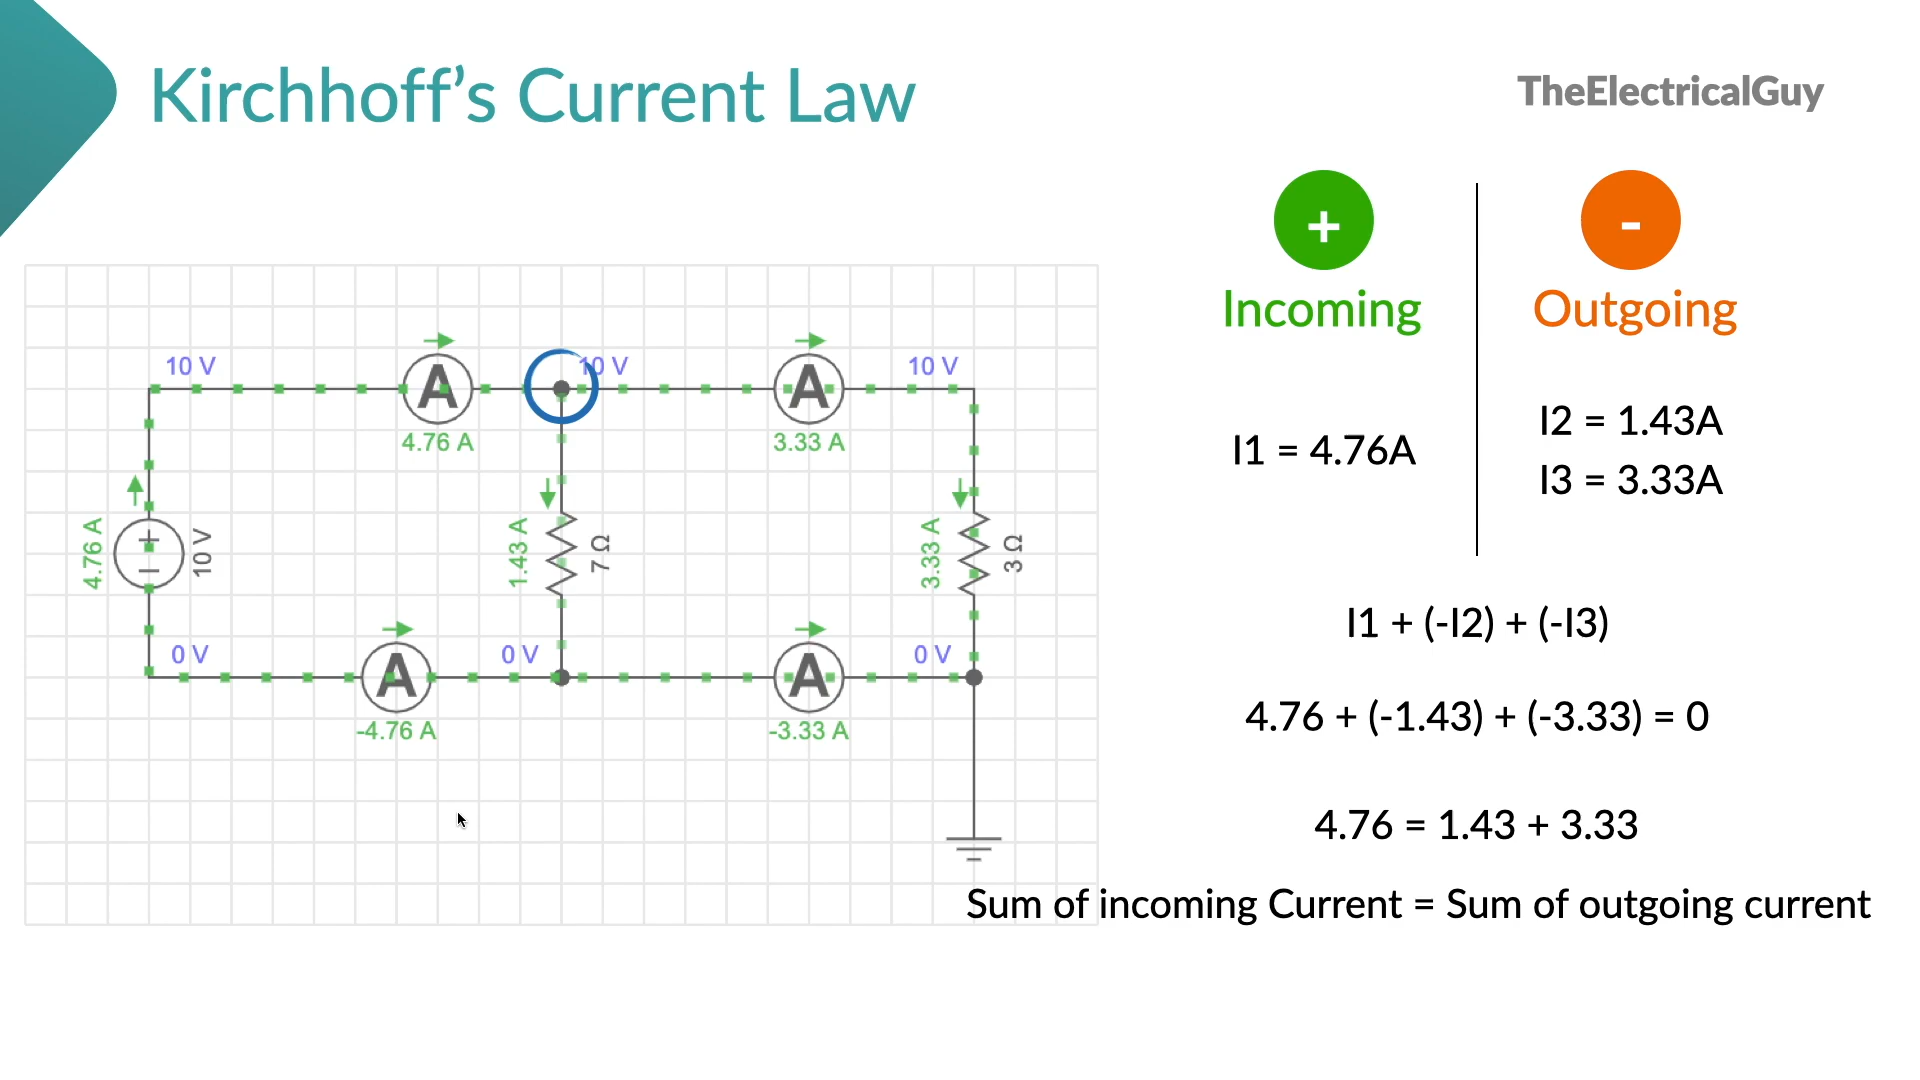 Kirchhoff's Current Law
TheElectricalGuy
+
-
Incoming
Outgoing
10 V
A
10 V
A
10 V
4.76 A
3.33 A
I1 = 4.76A
I2 = 1.43A
I3 = 3.33A
4.76 A
+
−
10 V
1.43 A
7 Ω
3.33 A
3 Ω
I1 + (-I2) + (-I3)
0 V
A
0 V
A
0 V
-4.76 A
-3.33 A
4.76 + (-1.43) + (-3.33) = 0
4.76 = 1.43 + 3.33
Sum of incoming Current = Sum of outgoing current